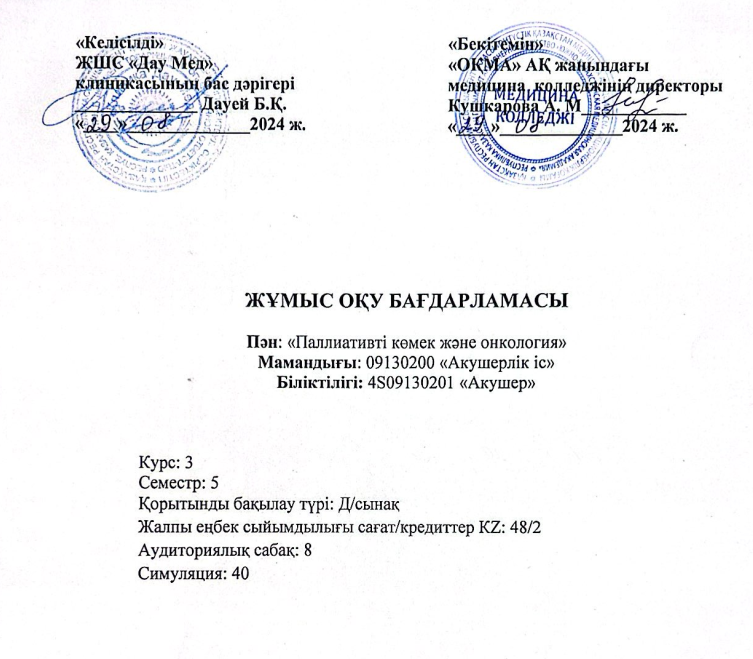 «Келісілді»
ЖШС «Дау Мед»
клиникасының бас дәрігері
Дауей Б.Қ.
«29» 08 2024 ж.
«Бекітемін»
«ОҚМА» АҚ жанындағы
медицина колледжінің директоры
Кушкарова А. М
«29» 08 2024 ж.
МЕДИЦИНА
КОЛЛЕДЖІ
ЖҰМЫС ОҚУ БАҒДАРЛАМАСЫ
Пән: «Паллиативті көмек және онкология»
Мамандығы: 09130200 «Акушерлік іс»
Біліктілігі: 4S09130201 «Акушер»
Курс: 3
Семестр: 5
Қорытынды бақылау түрі: Д/сынақ
Жалпы еңбек сыйымдылығы сағат/кредиттер KZ: 48/2
Аудиториялық сабақ: 8
Симуляция: 40